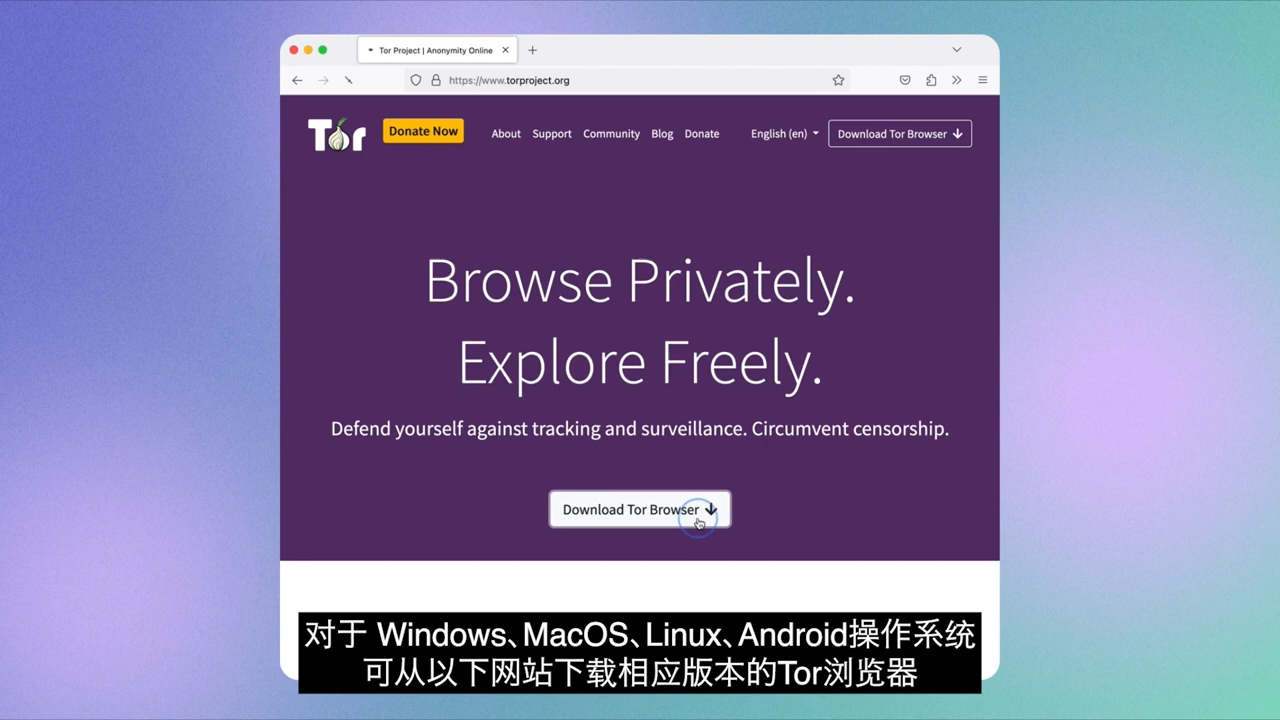 Tor Project | Anonymity Online
https://www.torproject.org
Tor
Donate Now
About
Support
Community
Blog
Donate
English (en)
Download Tor Browser
Browse Privately.
Explore Freely.
Defend yourself against tracking and surveillance. Circumvent censorship.
Download Tor Browser
对于 Windows、MacOS、Linux、Android操作系统
可从以下网站下载相应版本的Tor浏览器